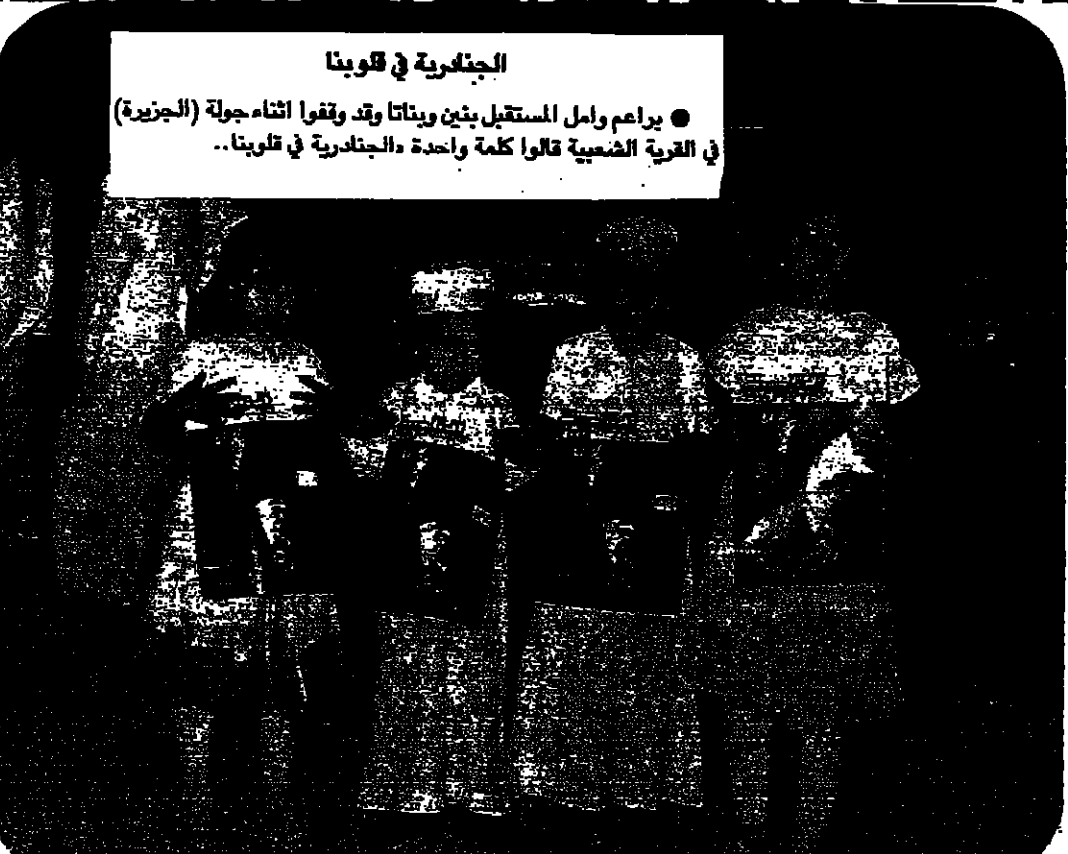 الجنادرية في قلوبنا
● براعم وامل المستقبل بنين وبناتا وقد وقفوا اثناء جولة (الجزيرة)
في القرية الشعبية قالوا كلمة واحدة «الجنادرية في قلوبنا..